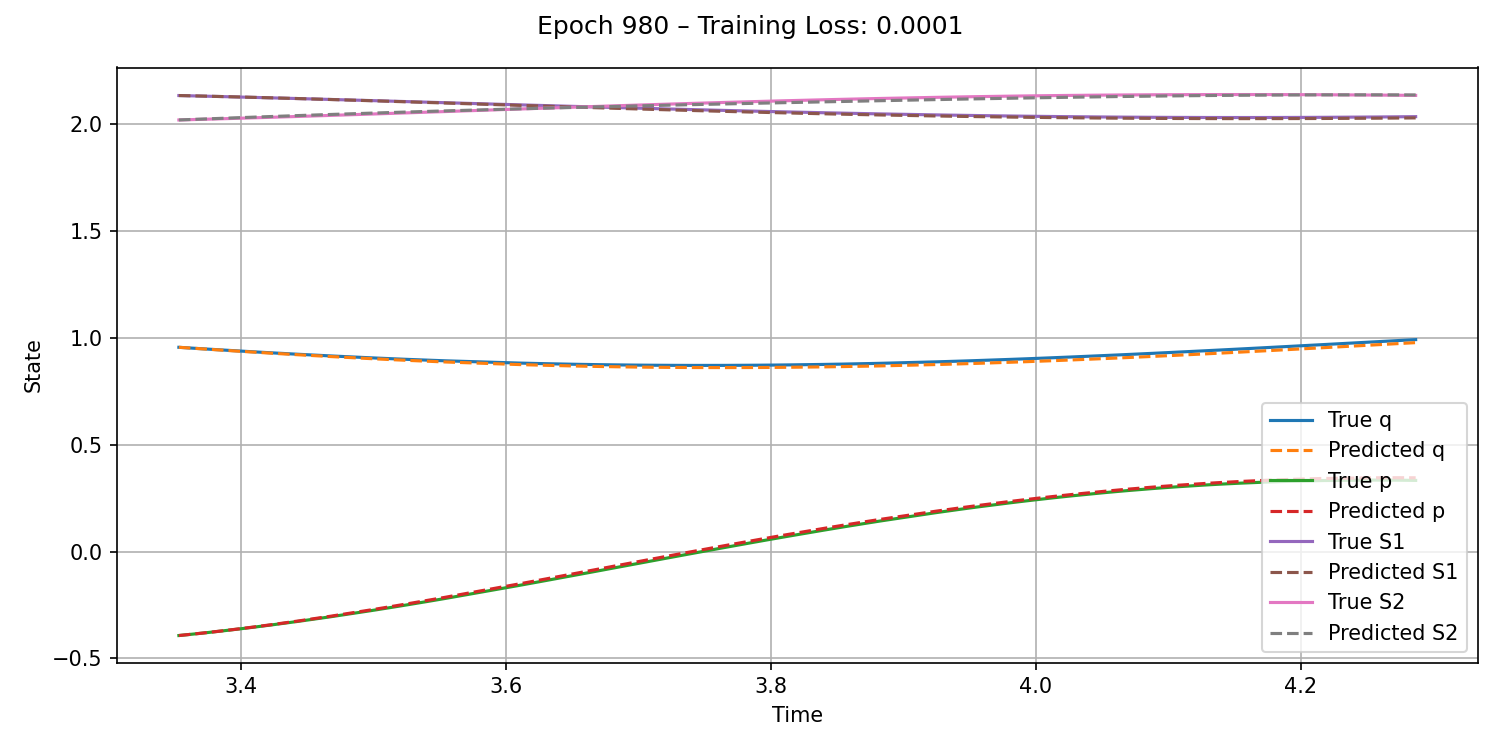 Epoch 980 – Training Loss: 0.0001
State
2.0
1.5
1.0
0.5
0.0
−0.5
True q
Predicted q
True p
Predicted p
True S1
Predicted S1
True S2
Predicted S2
3.4
3.6
3.8
4.0
4.2
Time